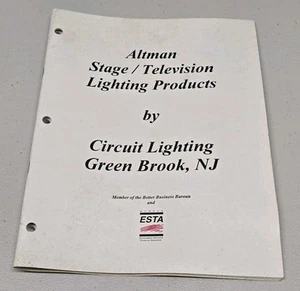 Altman
Stage / Television
Lighting Products
by
Circuit Lighting
Green Brook, NJ
Member of the Better Business Bureau
and
ESTA